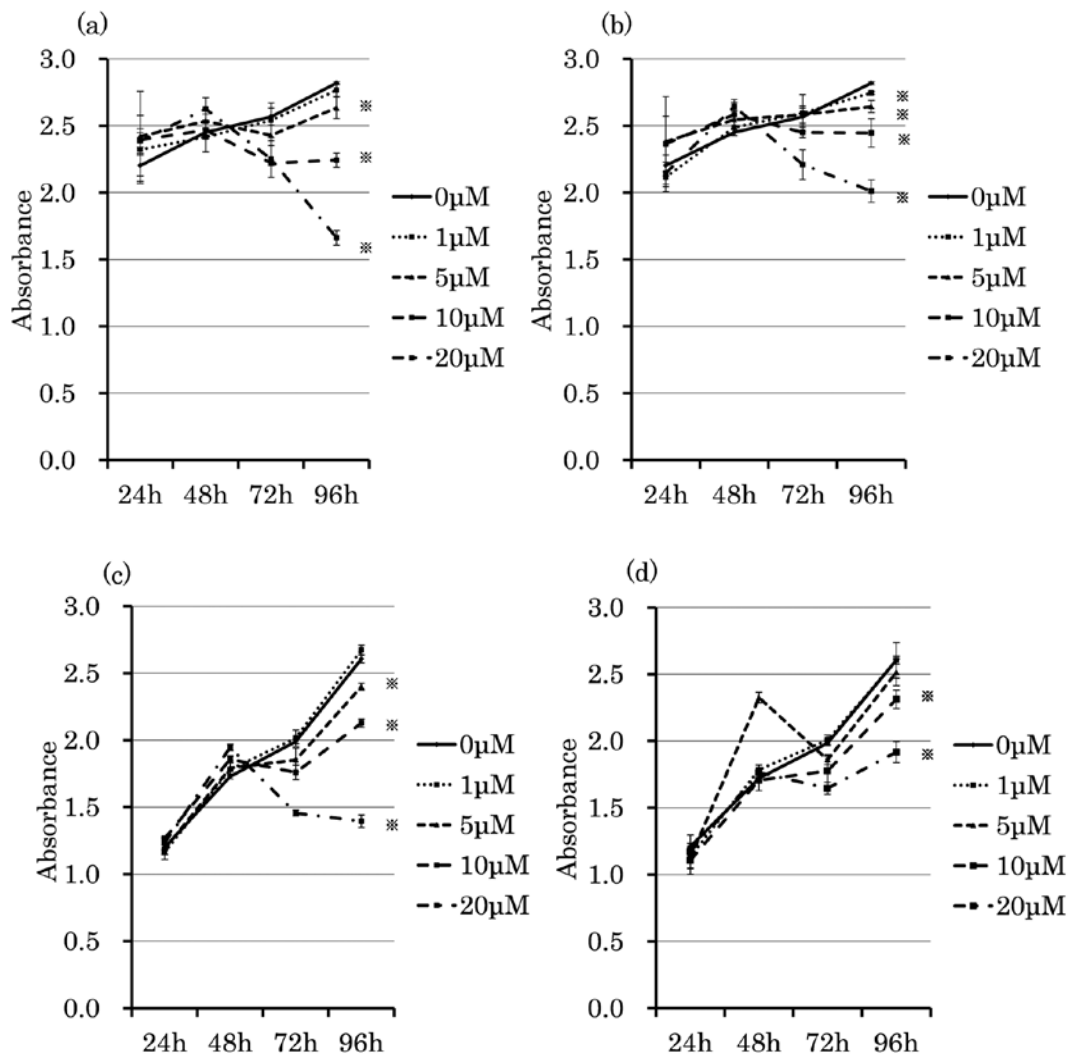 (a)
3.0
2.5
2.0
1.5
1.0
0.5
0.0
Absorbance
24h 48h 72h 96h
※
※
※
0µM
1µM
5µM
10µM
20µM
(b)
3.0
2.5
2.0
1.5
1.0
0.5
0.0
Absorbance
24h 48h 72h 96h
※
※
※
※
0µM
1µM
5µM
10µM
20µM
(c)
3.0
2.5
2.0
1.5
1.0
0.5
0.0
Absorbance
24h 48h 72h 96h
※
※
※
0µM
1µM
5µM
10µM
20µM
(d)
3.0
2.5
2.0
1.5
1.0
0.5
0.0
Absorbance
24h 48h 72h 96h
※
※
0µM
1µM
5µM
10µM
20µM